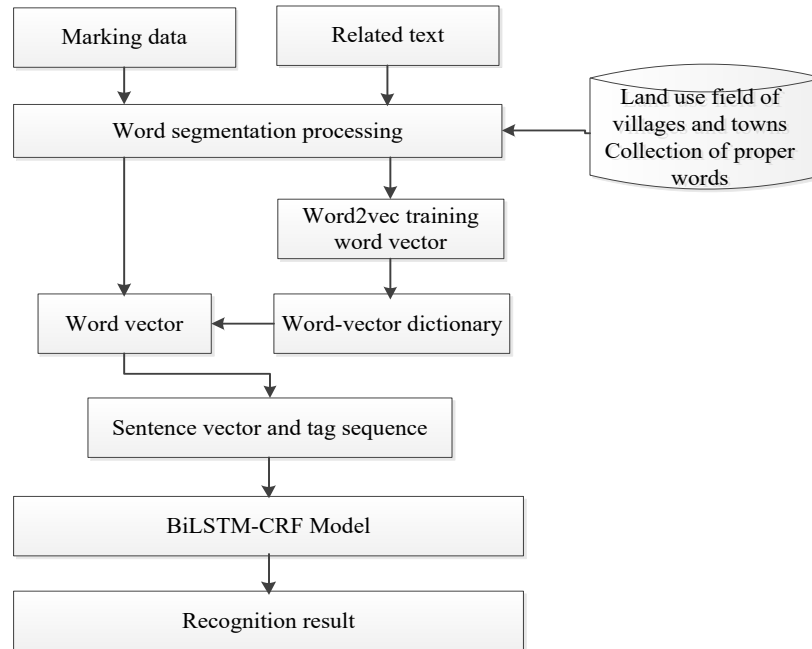 Marking data
Related text
Land use field of
villages and towns
Collection of proper
words
Word segmentation processing
Word2vec training
word vector
Word vector
Word-vector dictionary
Sentence vector and tag sequence
BiLSTM-CRF Model
Recognition result